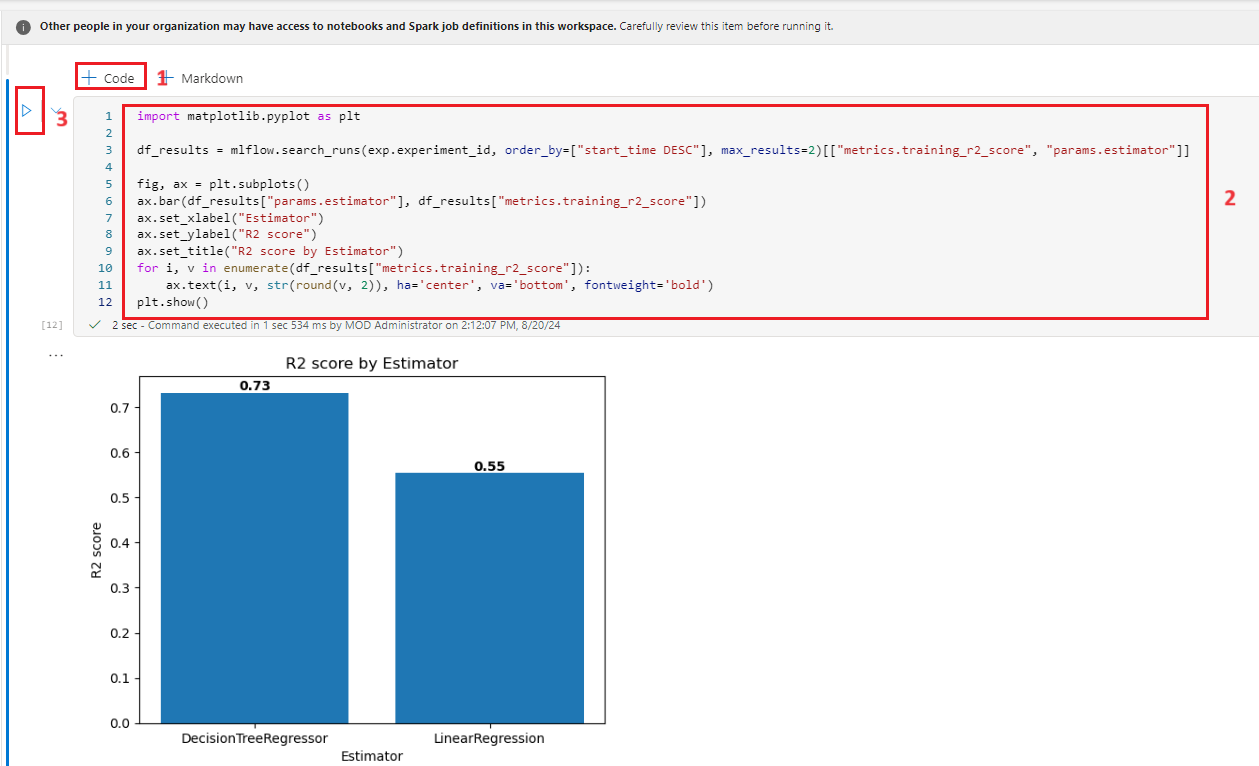 Other people in your organization may have access to notebooks and Spark job definitions in this workspace. Carefully review this item before running it.
+ Code 1 + Markdown
3
1 import matplotlib.pyplot as plt
2
3 df_results = mlflow.search_runs(exp.experiment_id, order_by=["start_time DESC"], max_results=2)[["metrics.training_r2_score", "params.estimator"]]
4
5 fig, ax = plt.subplots()
6 ax.bar(df_results["params.estimator"], df_results["metrics.training_r2_score"])
7 ax.set_xlabel("Estimator")
8 ax.set_ylabel("R2 score")
9 ax.set_title("R2 score by Estimator")
10 for i, v in enumerate(df_results["metrics.training_r2_score"]):
11     ax.text(i, v, str(round(v, 2)), ha='center', va='bottom', fontweight='bold')
12 plt.show()
2
[12] 2 sec - Command executed in 1 sec 534 ms by MOD Administrator on 2:12:07 PM, 8/20/24
...
R2 score by Estimator
0.73
0.55
0.7
0.6
0.5
0.4
0.3
0.2
0.1
0.0
R2 score
DecisionTreeRegressor LinearRegression
Estimator